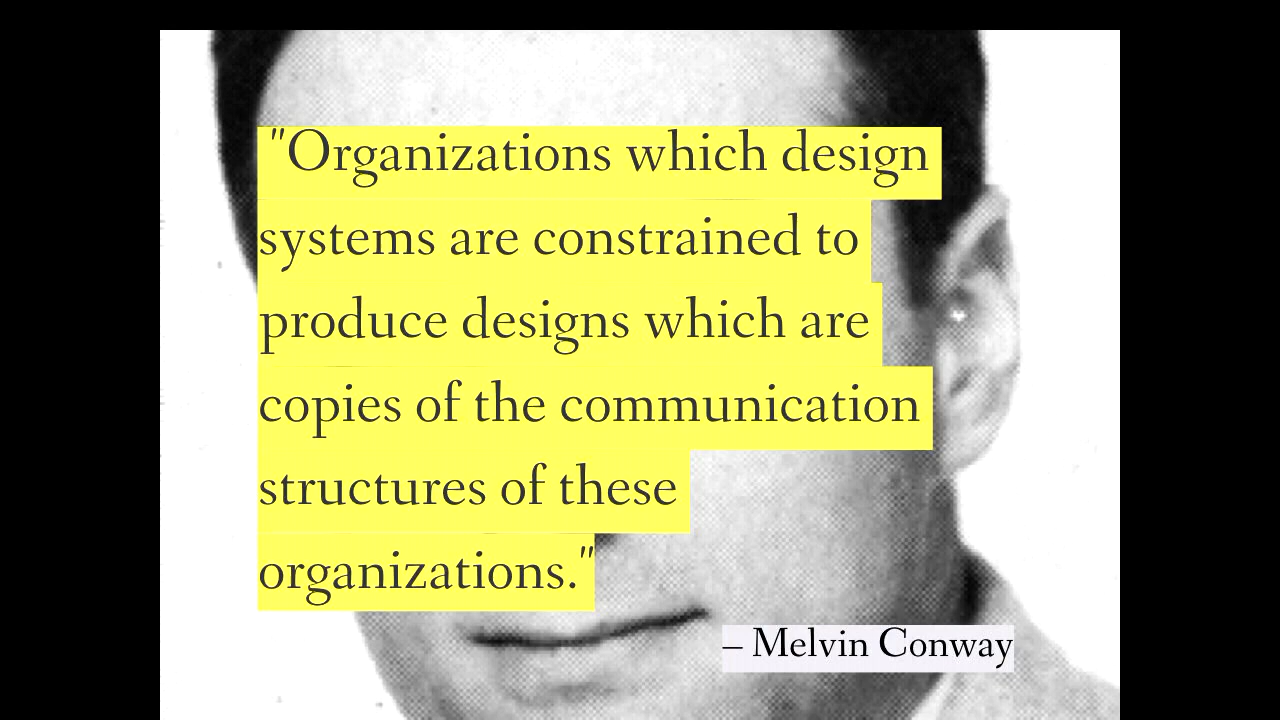 "Organizations which design
systems are constrained to
produce designs which are
copies of the communication
structures of these
organizations."
– Melvin Conway